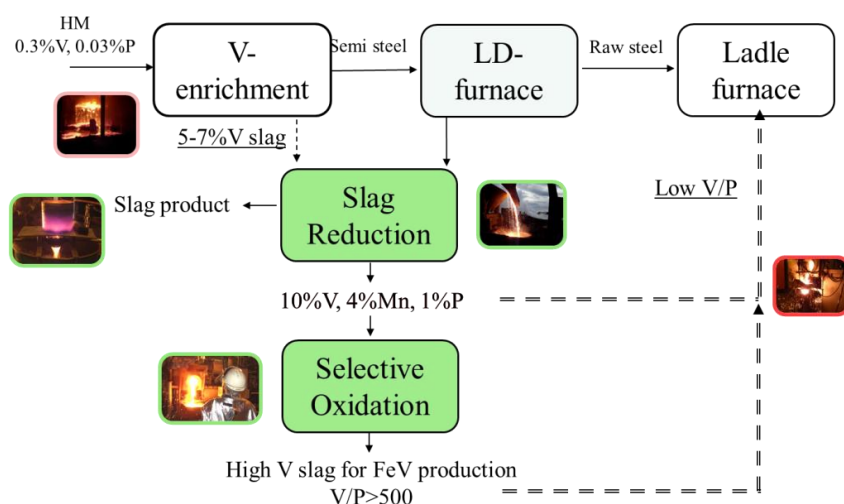 HM
0.3%V, 0.03%P
V-
enrichment
Semi steel
LD-
furnace
Raw steel
Ladle
furnace
5-7%V slag
Slag product
Slag
Reduction
Low V/P
10%V, 4%Mn, 1%P
Selective
Oxidation
High V slag for FeV production
V/P>500